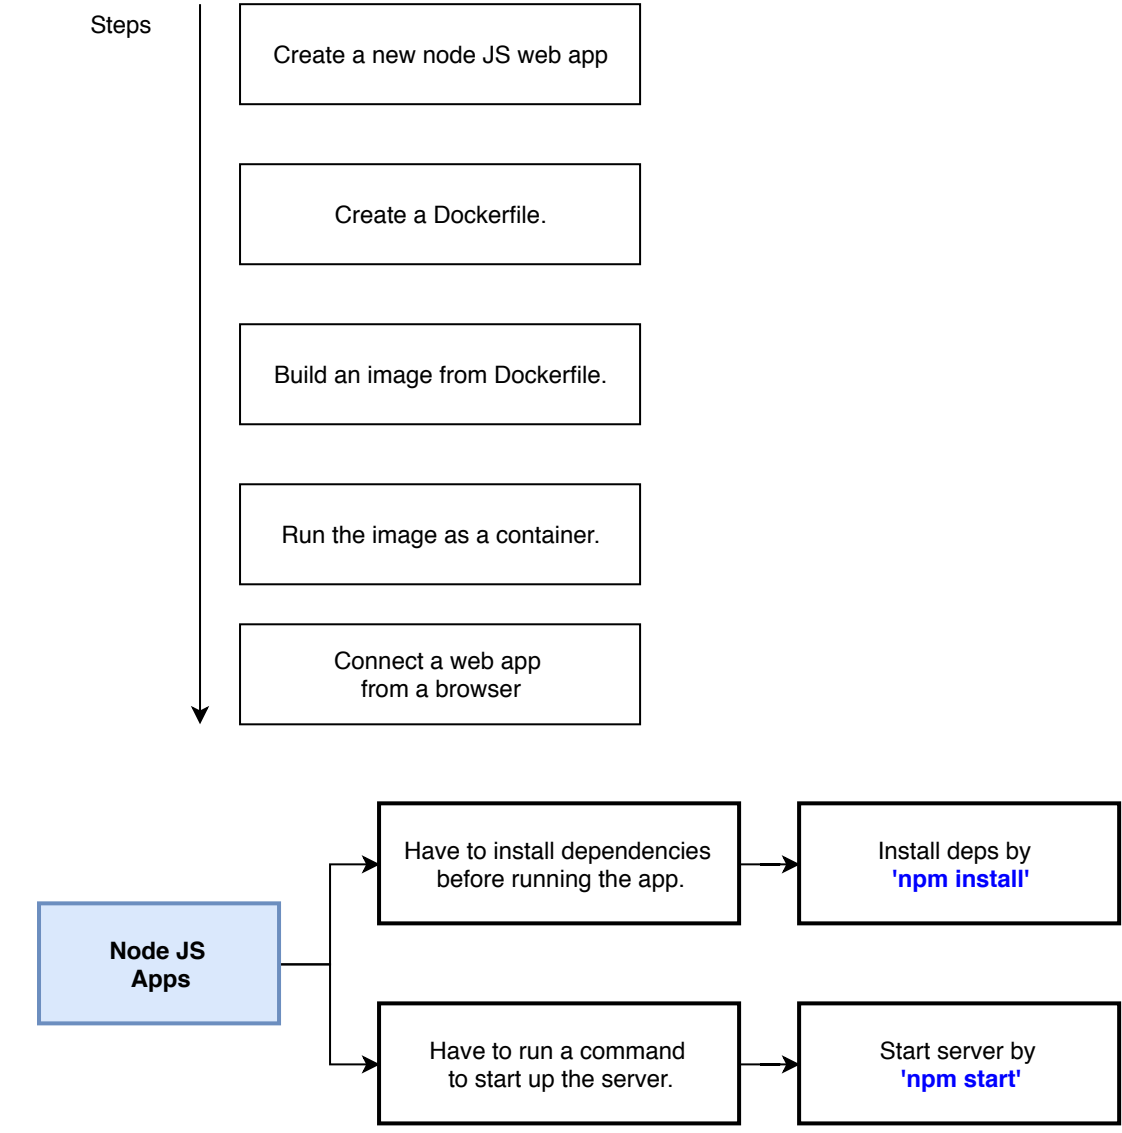 Steps
Create a new node JS web app
Create a Dockerfile.
Build an image from Dockerfile.
Run the image as a container.
Connect a web app
from a browser
Have to install dependencies
before running the app.
Install deps by
'npm install'
Node JS
Apps
Have to run a command
to start up the server.
Start server by
'npm start'